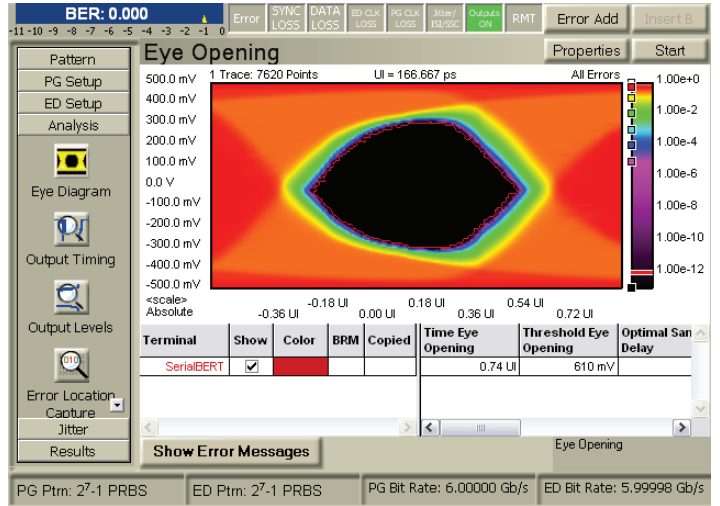 BER: 0.000
-11 -10 -9 -8 -7 -6 -5 -4 -3 -2 -1 0
Error
SYNC LOSS
DATA LOSS
ED CLK LOSS
PG CLK LOSS
Jitter/ ISI/SSC
Outputs ON
RMT
Error Add
Insert B
Eye Opening
Properties
Start
Pattern
PG Setup
ED Setup
Analysis
Eye Diagram
Output Timing
Output Levels
010
Error Location
Capture
Jitter
Results
1 Trace: 7620 Points UI = 166.667 ps All Errors
500.0 mV
400.0 mV
300.0 mV
200.0 mV
100.0 mV
0.0 V
-100.0 mV
-200.0 mV
-300.0 mV
-400.0 mV
-500.0 mV
1.00e+0
1.00e-2
1.00e-4
1.00e-6
1.00e-8
1.00e-10
1.00e-12
<scale>
Absolute
-0.36 UI -0.18 UI 0.00 UI 0.18 UI 0.36 UI 0.54 UI 0.72 UI
Terminal Show Color BRM Copied Time Eye Opening Threshold Eye Opening Optimal San Delay
SerialBERT 0.74 UI 610 mV
Show Error Messages
Eye Opening
PG Ptrn: 2⁷-1 PRBS ED Ptrn: 2⁷-1 PRBS PG Bit Rate: 6.00000 Gb/s ED Bit Rate: 5.99998 Gb/s